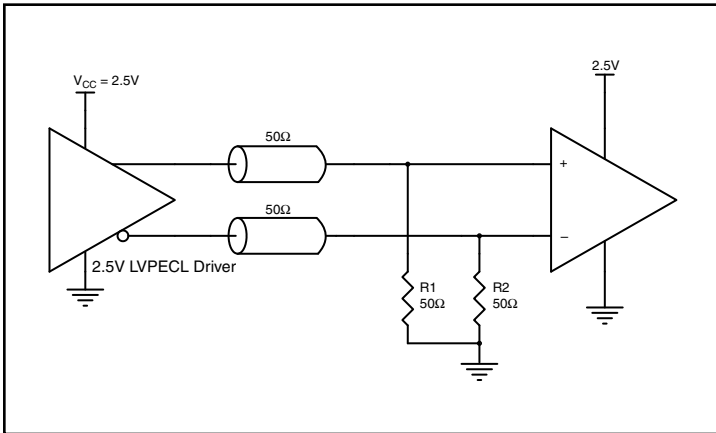 V_CC = 2.5V
2.5V
50Ω
50Ω
+
–
2.5V LVPECL Driver
R1
50Ω
R2
50Ω